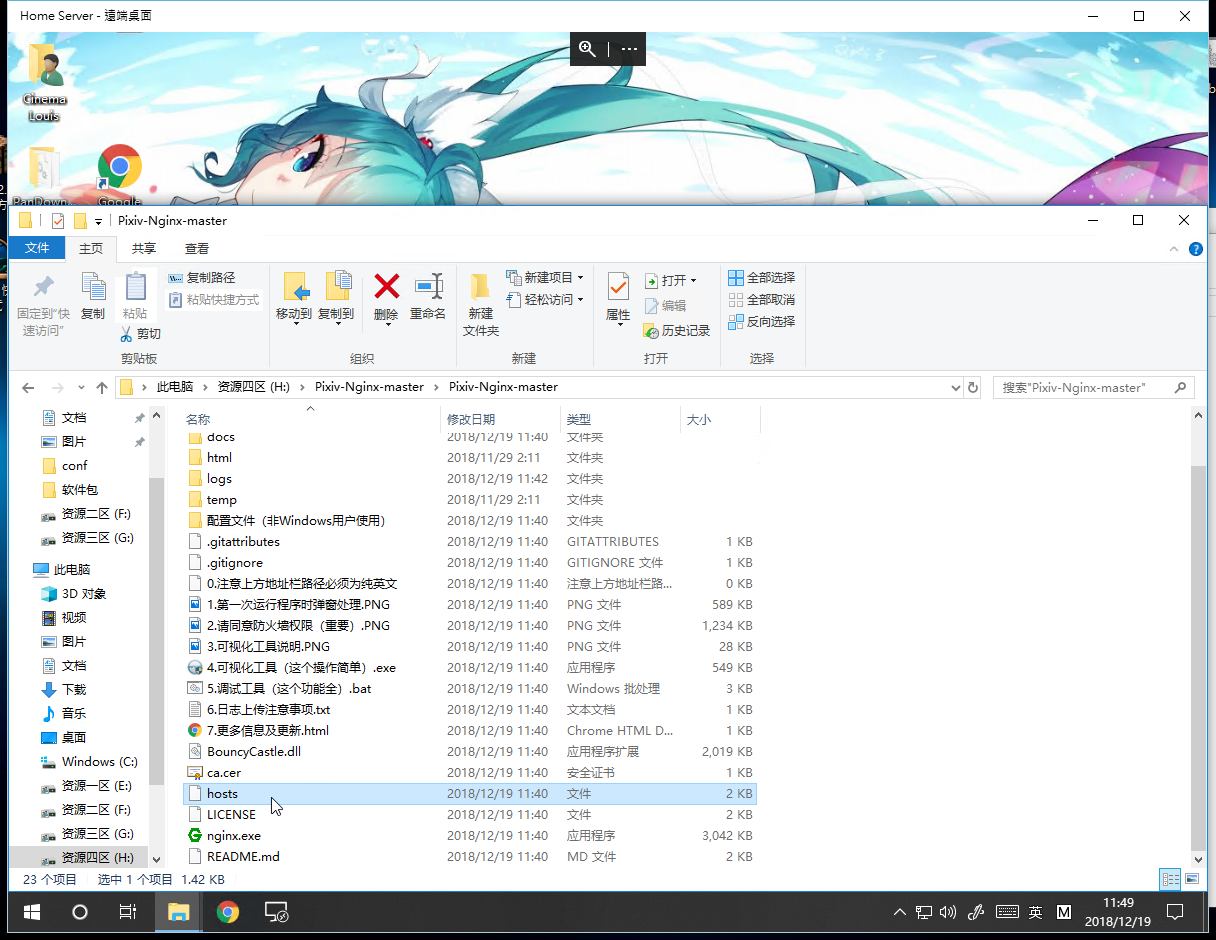 Home Server - 遠端桌面
Cinema
Louis
PanDown...
Google
Pixiv-Nginx-master
文件 主页 共享 查看
固定到"快
速访问"
复制
粘贴
复制路径
粘贴快捷方式
剪切
剪贴板
移动到
复制到
删除
重命名
组织
新建
文件夹
新建项目
轻松访问
新建
属性
打开
编辑
历史记录
打开
全部选择
全部取消
反向选择
选择
此电脑 资源四区 (H:) Pixiv-Nginx-master Pixiv-Nginx-master
搜索"Pixiv-Nginx-master"
文档
图片
conf
软件包
资源二区 (F:)
资源三区 (G:)
此电脑
3D 对象
视频
图片
文档
下载
音乐
桌面
Windows (C:)
资源一区 (E:)
资源二区 (F:)
资源三区 (G:)
资源四区 (H:)
名称 修改日期 类型 大小
docs 2018/12/19 11:40 文件夹
html 2018/11/29 2:11 文件夹
logs 2018/12/19 11:42 文件夹
temp 2018/11/29 2:11 文件夹
配置文件（非Windows用户使用） 2018/12/19 11:40 文件夹
.gitattributes 2018/12/19 11:40 GITATTRIBUTES 1 KB
.gitignore 2018/12/19 11:40 GITIGNORE 文件 1 KB
0.注意上方地址栏路径必须为纯英文 2018/12/19 11:40 注意上方地址栏路... 0 KB
1.第一次运行程序时弹窗处理.PNG 2018/12/19 11:40 PNG 文件 589 KB
2.请同意防火墙权限（重要）.PNG 2018/12/19 11:40 PNG 文件 1,234 KB
3.可视化工具说明.PNG 2018/12/19 11:40 PNG 文件 28 KB
4.可视化工具（这个操作简单）.exe 2018/12/19 11:40 应用程序 549 KB
5.调试工具（这个功能全）.bat 2018/12/19 11:40 Windows 批处理 3 KB
6.日志上传注意事项.txt 2018/12/19 11:40 文本文档 1 KB
7.更多信息及更新.html 2018/12/19 11:40 Chrome HTML D... 1 KB
BouncyCastle.dll 2018/12/19 11:40 应用程序扩展 2,019 KB
ca.cer 2018/12/19 11:40 安全证书 1 KB
hosts 2018/12/19 11:40 文件 2 KB
LICENSE 2018/12/19 11:40 文件 2 KB
nginx.exe 2018/12/19 11:40 应用程序 3,042 KB
README.md 2018/12/19 11:40 MD 文件 2 KB
23 个项目 选中 1 个项目 1.42 KB
英 M 11:49
2018/12/19